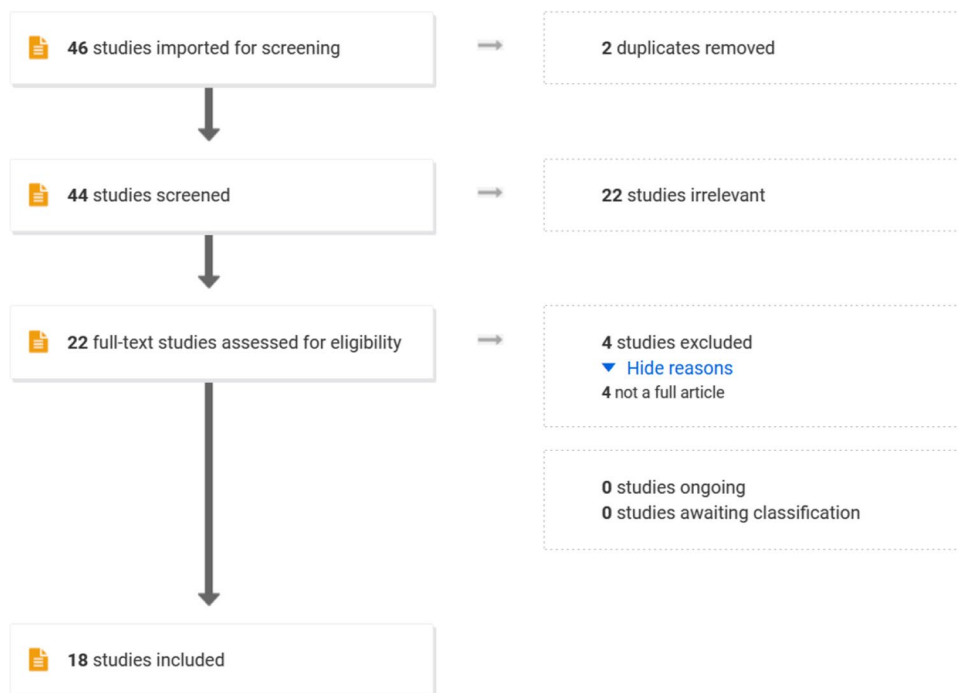 46 studies imported for screening
2 duplicates removed
44 studies screened
22 studies irrelevant
22 full-text studies assessed for eligibility
4 studies excluded
Hide reasons
4 not a full article
0 studies ongoing
0 studies awaiting classification
18 studies included